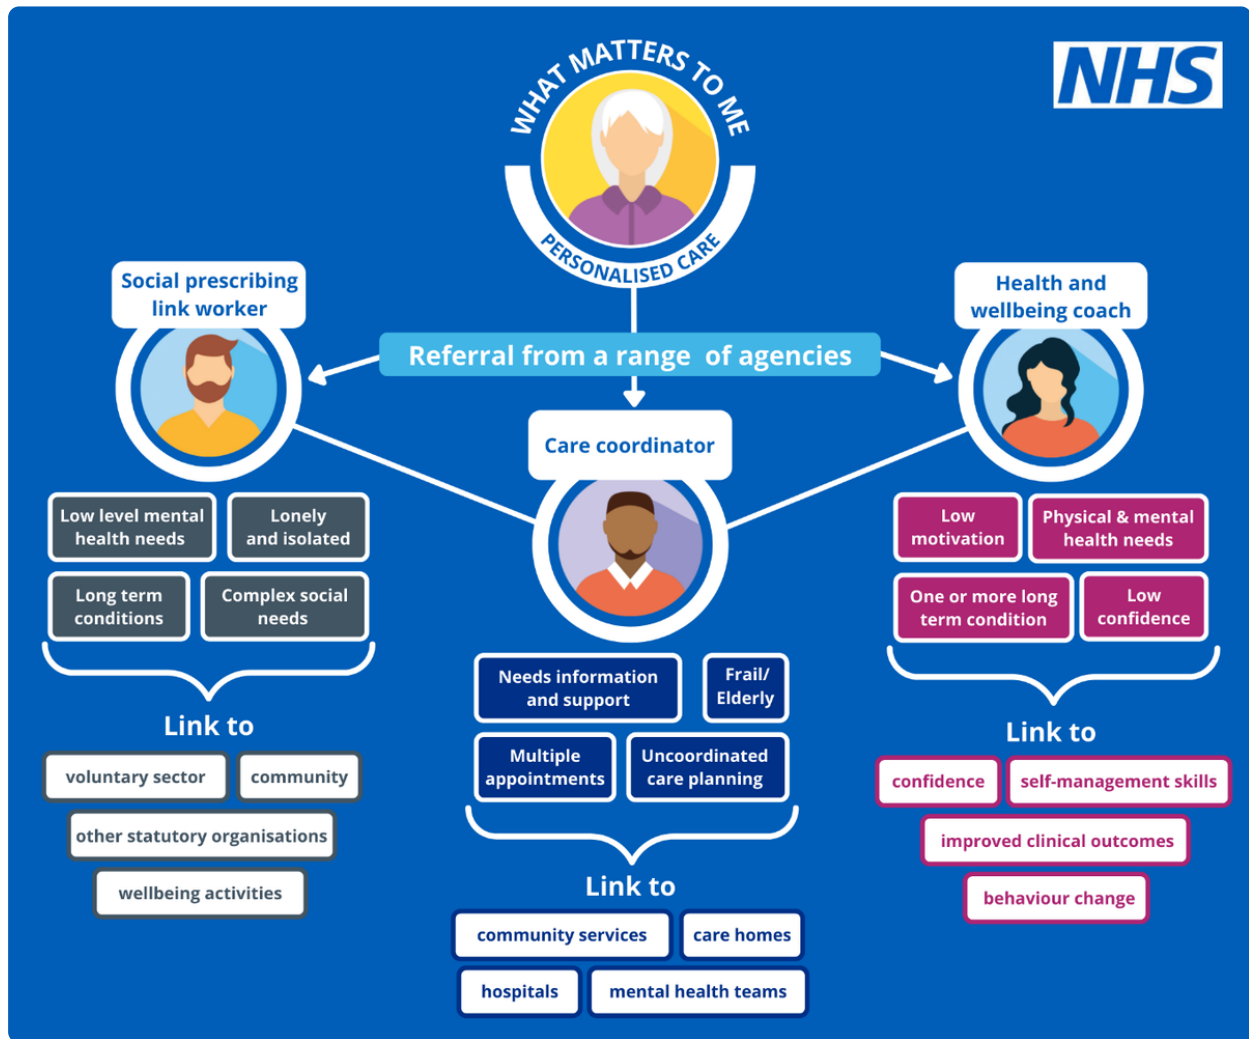 WHAT MATTERS TO ME
NHS
PERSONALISED CARE
Social prescribing
link worker
Health and
wellbeing coach
Referral from a range of agencies
Care coordinator
Low level mental
health needs
Lonely
and isolated
Long term
conditions
Complex social
needs
Link to
voluntary sector
community
other statutory organisations
wellbeing activities
Needs information
and support
Frail/
Elderly
Multiple
appointments
Uncoordinated
care planning
Link to
community services
care homes
hospitals
mental health teams
Low
motivation
Physical & mental
health needs
One or more long
term condition
Low
confidence
Link to
confidence
self-management skills
improved clinical outcomes
behaviour change